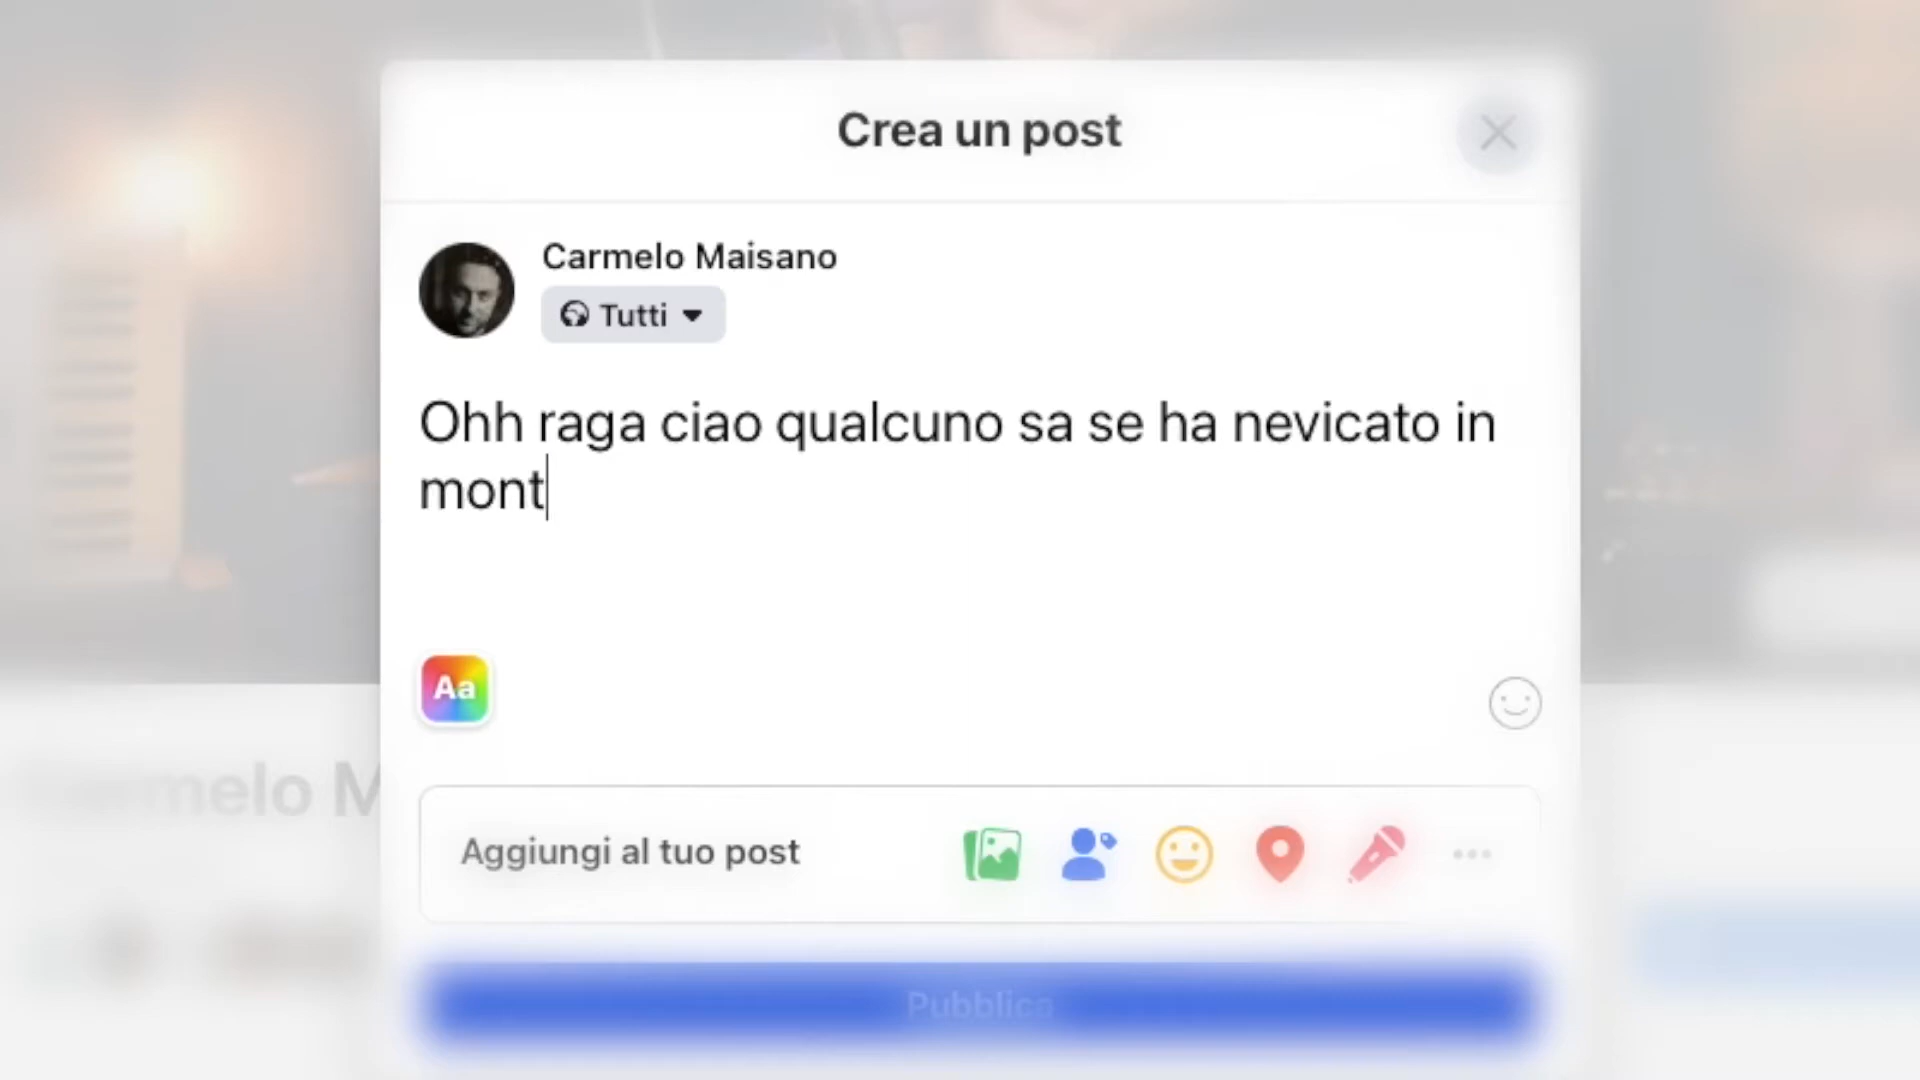 Crea un post
Carmelo Maisano
Tutti
Ohh raga ciao qualcuno sa se ha nevicato in
mont
Aa
Carmelo M
Aggiungi al tuo post
Pubblica